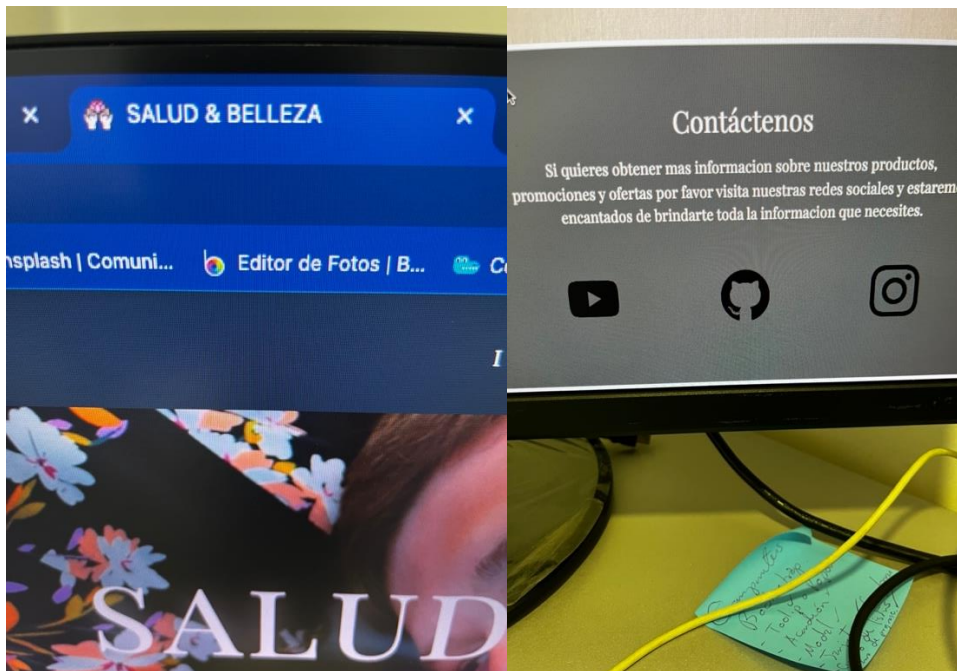 SALUD & BELLEZA
nsplash | Comuni...
Editor de Fotos | B...
I
SALUD
Contáctenos
Si quieres obtener mas informacion sobre nuestros productos,
promociones y ofertas por favor visita nuestras redes sociales y estarem
encantados de brindarte toda la informacion que necesites.